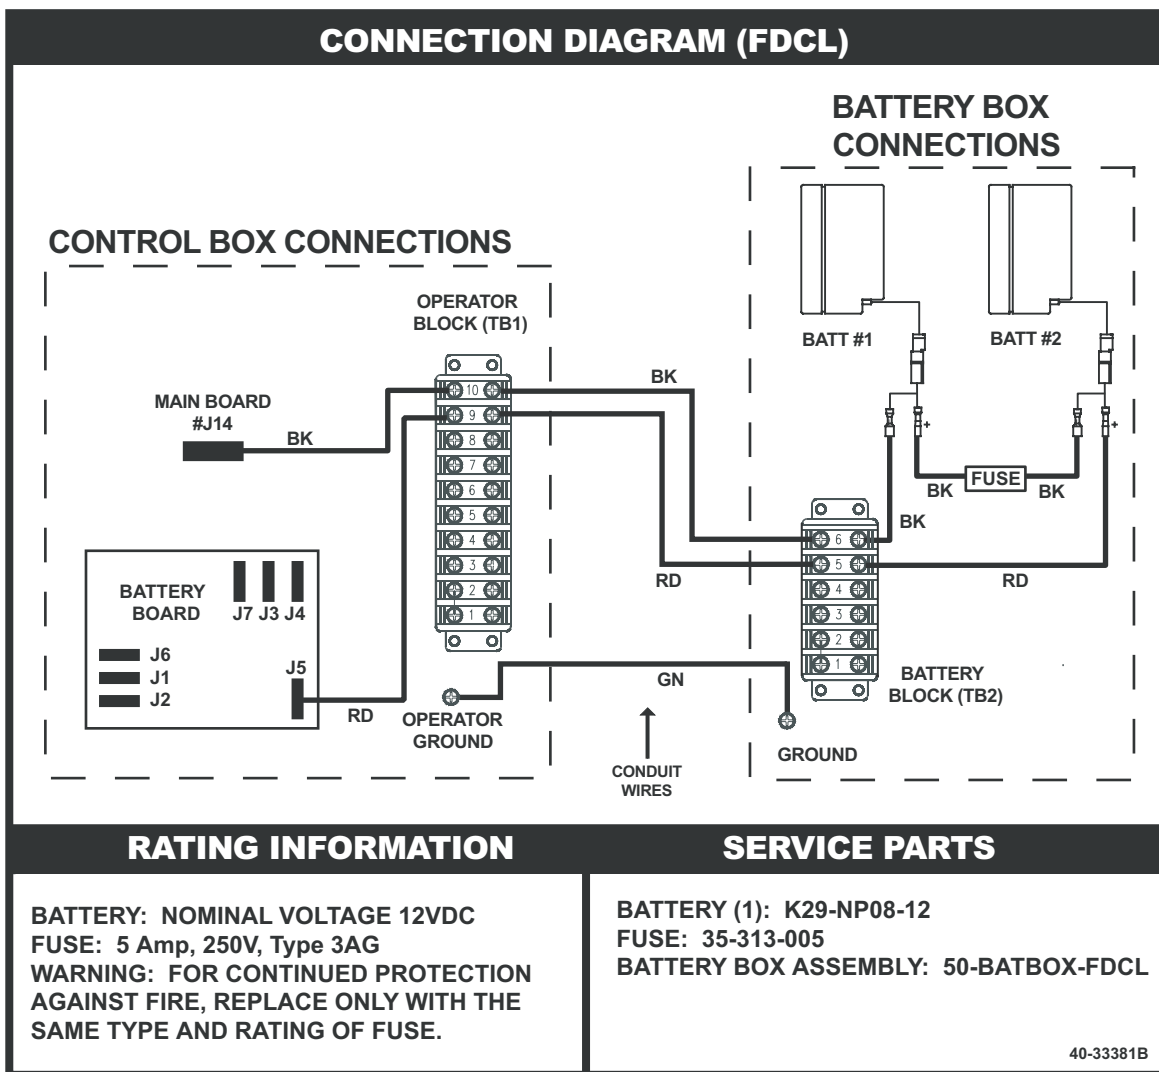 CONNECTION DIAGRAM (FDCL)
BATTERY BOX
CONNECTIONS
CONTROL BOX CONNECTIONS
OPERATOR
BLOCK (TB1)
BATT #1
BATT #2
MAIN BOARD
#J14
BK
BK
10
9
8
7
6
5
4
3
2
1
+
+
FUSE
BK
BK
BK
6
5
4
3
2
1
RD
RD
BATTERY
BOARD
J7 J3 J4
J6
J1
J2
J5
RD
OPERATOR
GROUND
GN
CONDUIT
WIRES
BATTERY
BLOCK (TB2)
GROUND
RATING INFORMATION
BATTERY: NOMINAL VOLTAGE 12VDC
FUSE: 5 Amp, 250V, Type 3AG
WARNING: FOR CONTINUED PROTECTION
AGAINST FIRE, REPLACE ONLY WITH THE
SAME TYPE AND RATING OF FUSE.
SERVICE PARTS
BATTERY (1): K29-NP08-12
FUSE: 35-313-005
BATTERY BOX ASSEMBLY: 50-BATBOX-FDCL
40-33381B